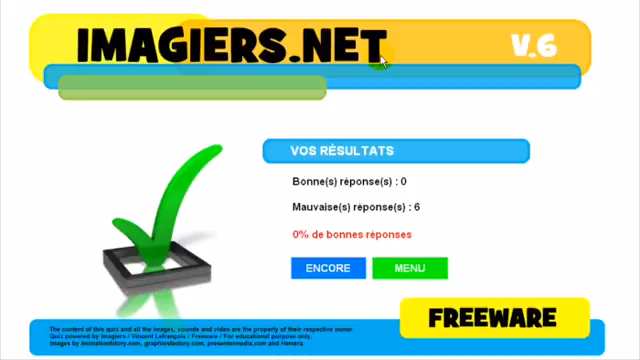 IMAGIERS.NET
V.6
VOS RÉSULTATS
Bonne(s) réponse(s) : 0
Mauvaise(s) réponse(s) : 6
0% de bonnes réponses
ENCORE
MENU
FREEWARE
The content of this quiz and all the images, sounds and video are the property of their respective owner.
Quiz powered by Imagiers / Vincent Lefrançois / Freeware / For educational purpose only.
Images by Animationfstory.com, graphicsfactory.com, presentermedia.com and Hemera.